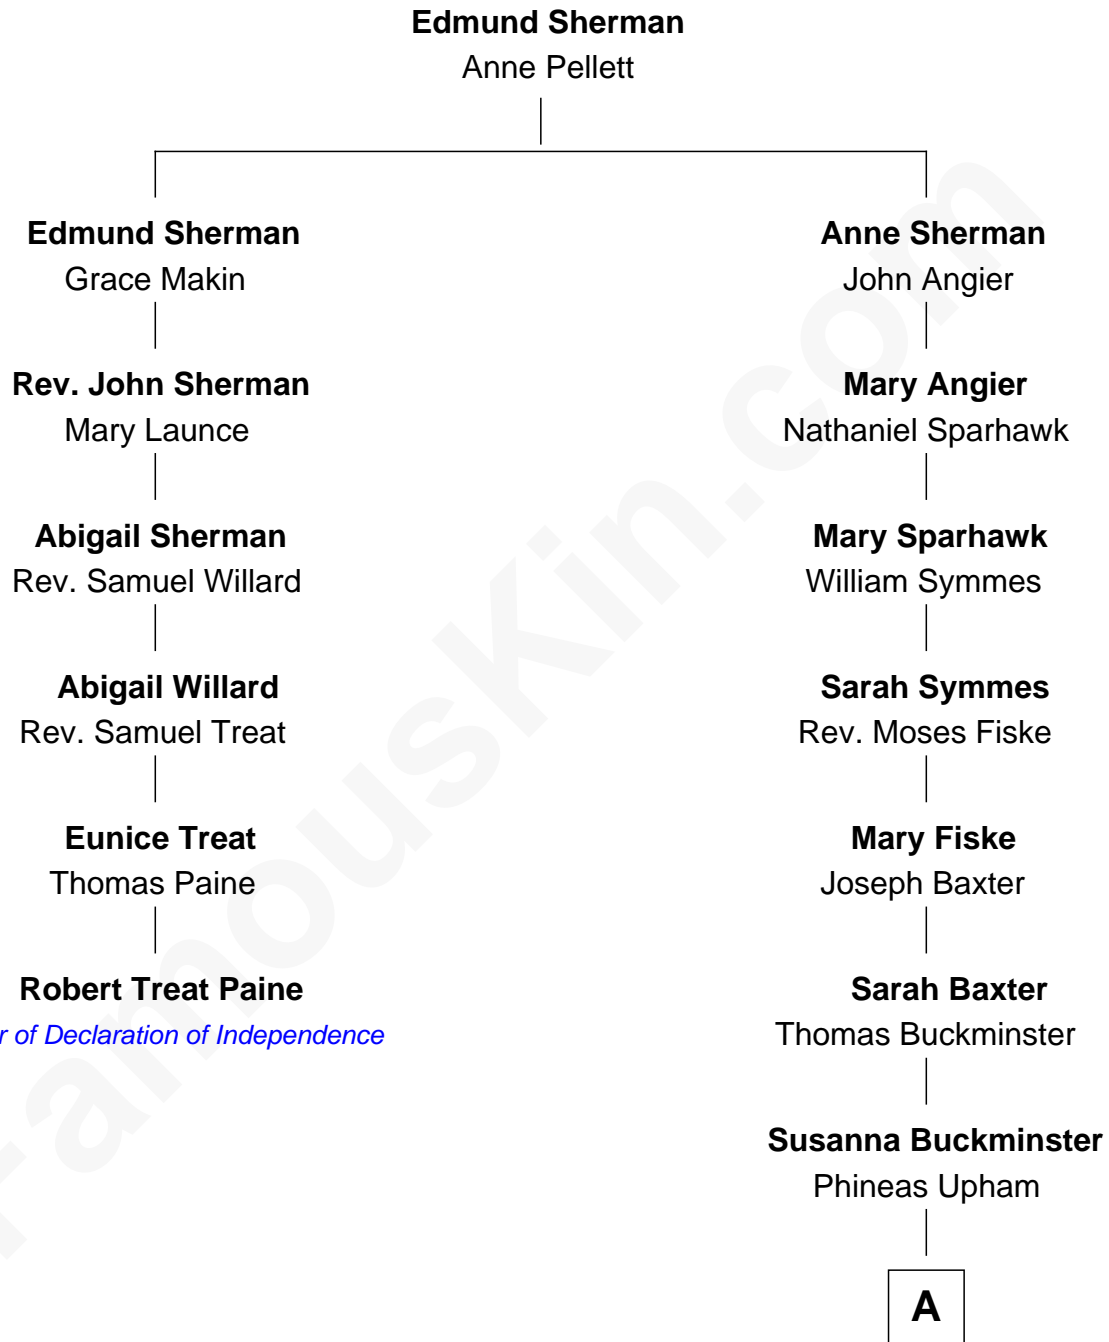 Edmund Sherman
Anne Pellett
Edmund Sherman
Grace Makin
Rev. John Sherman
Mary Launce
Abigail Sherman
Rev. Samuel Willard
Abigail Willard
Rev. Samuel Treat
Eunice Treat
Thomas Paine
Robert Treat Paine
r of Declaration of Independence
Anne Sherman
John Angier
Mary Angier
Nathaniel Sparhawk
Mary Sparhawk
William Symmes
Sarah Symmes
Rev. Moses Fiske
Mary Fiske
Joseph Baxter
Sarah Baxter
Thomas Buckminster
Susanna Buckminster
Phineas Upham
A
FamousKin.com